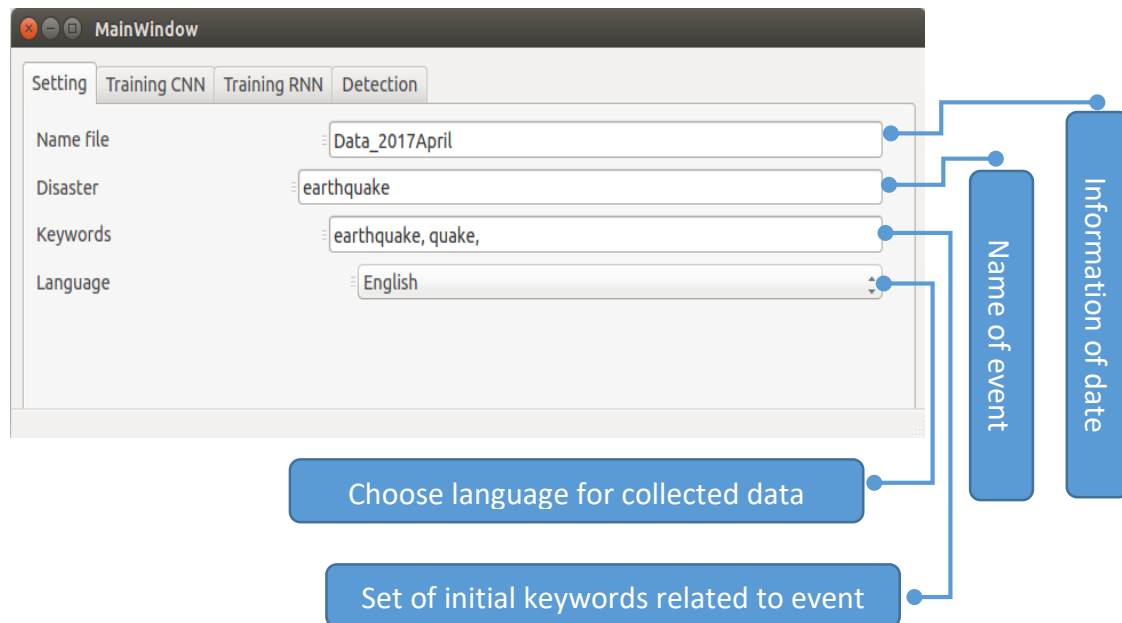 MainWindow
Setting
Training CNN
Training RNN
Detection
Name file
Data_2017April
Disaster
earthquake
Keywords
earthquake, quake,
Language
English
Information of date
Name of event
Choose language for collected data
Set of initial keywords related to event